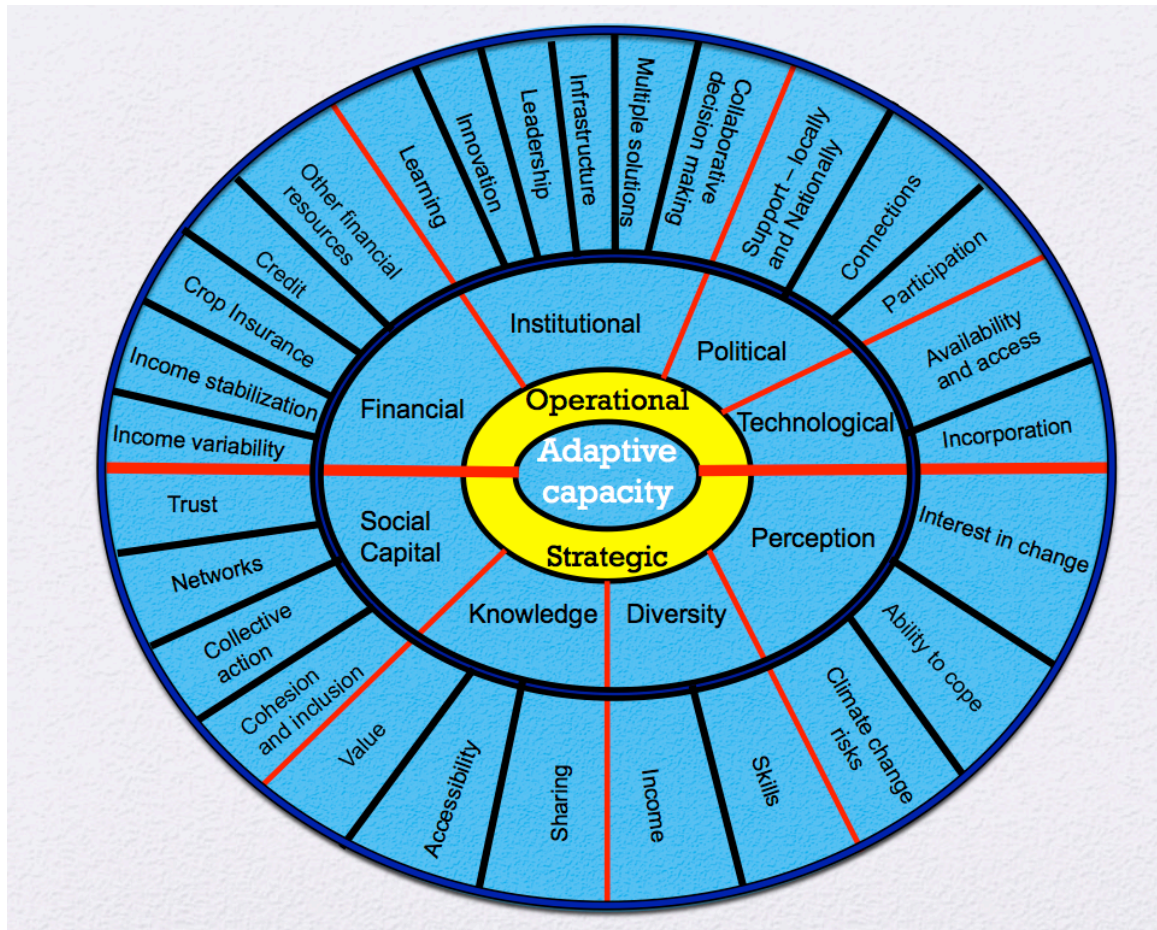 Adaptive
capacity
Operational
Strategic
Institutional
Political
Technological
Perception
Diversity
Knowledge
Social
Capital
Financial
Learning
Innovation
Leadership
Infrastructure
Multiple solutions
Collaborative
decision making
Support – locally
and Nationally
Connections
Participation
Availability
and access
Incorporation
Interest in change
Ability to cope
Climate change
risks
Skills
Income
Sharing
Accessibility
Value
Cohesion
and inclusion
Collective
action
Networks
Trust
Income variability
Income stabilization
Crop Insurance
Credit
Other financial
resources